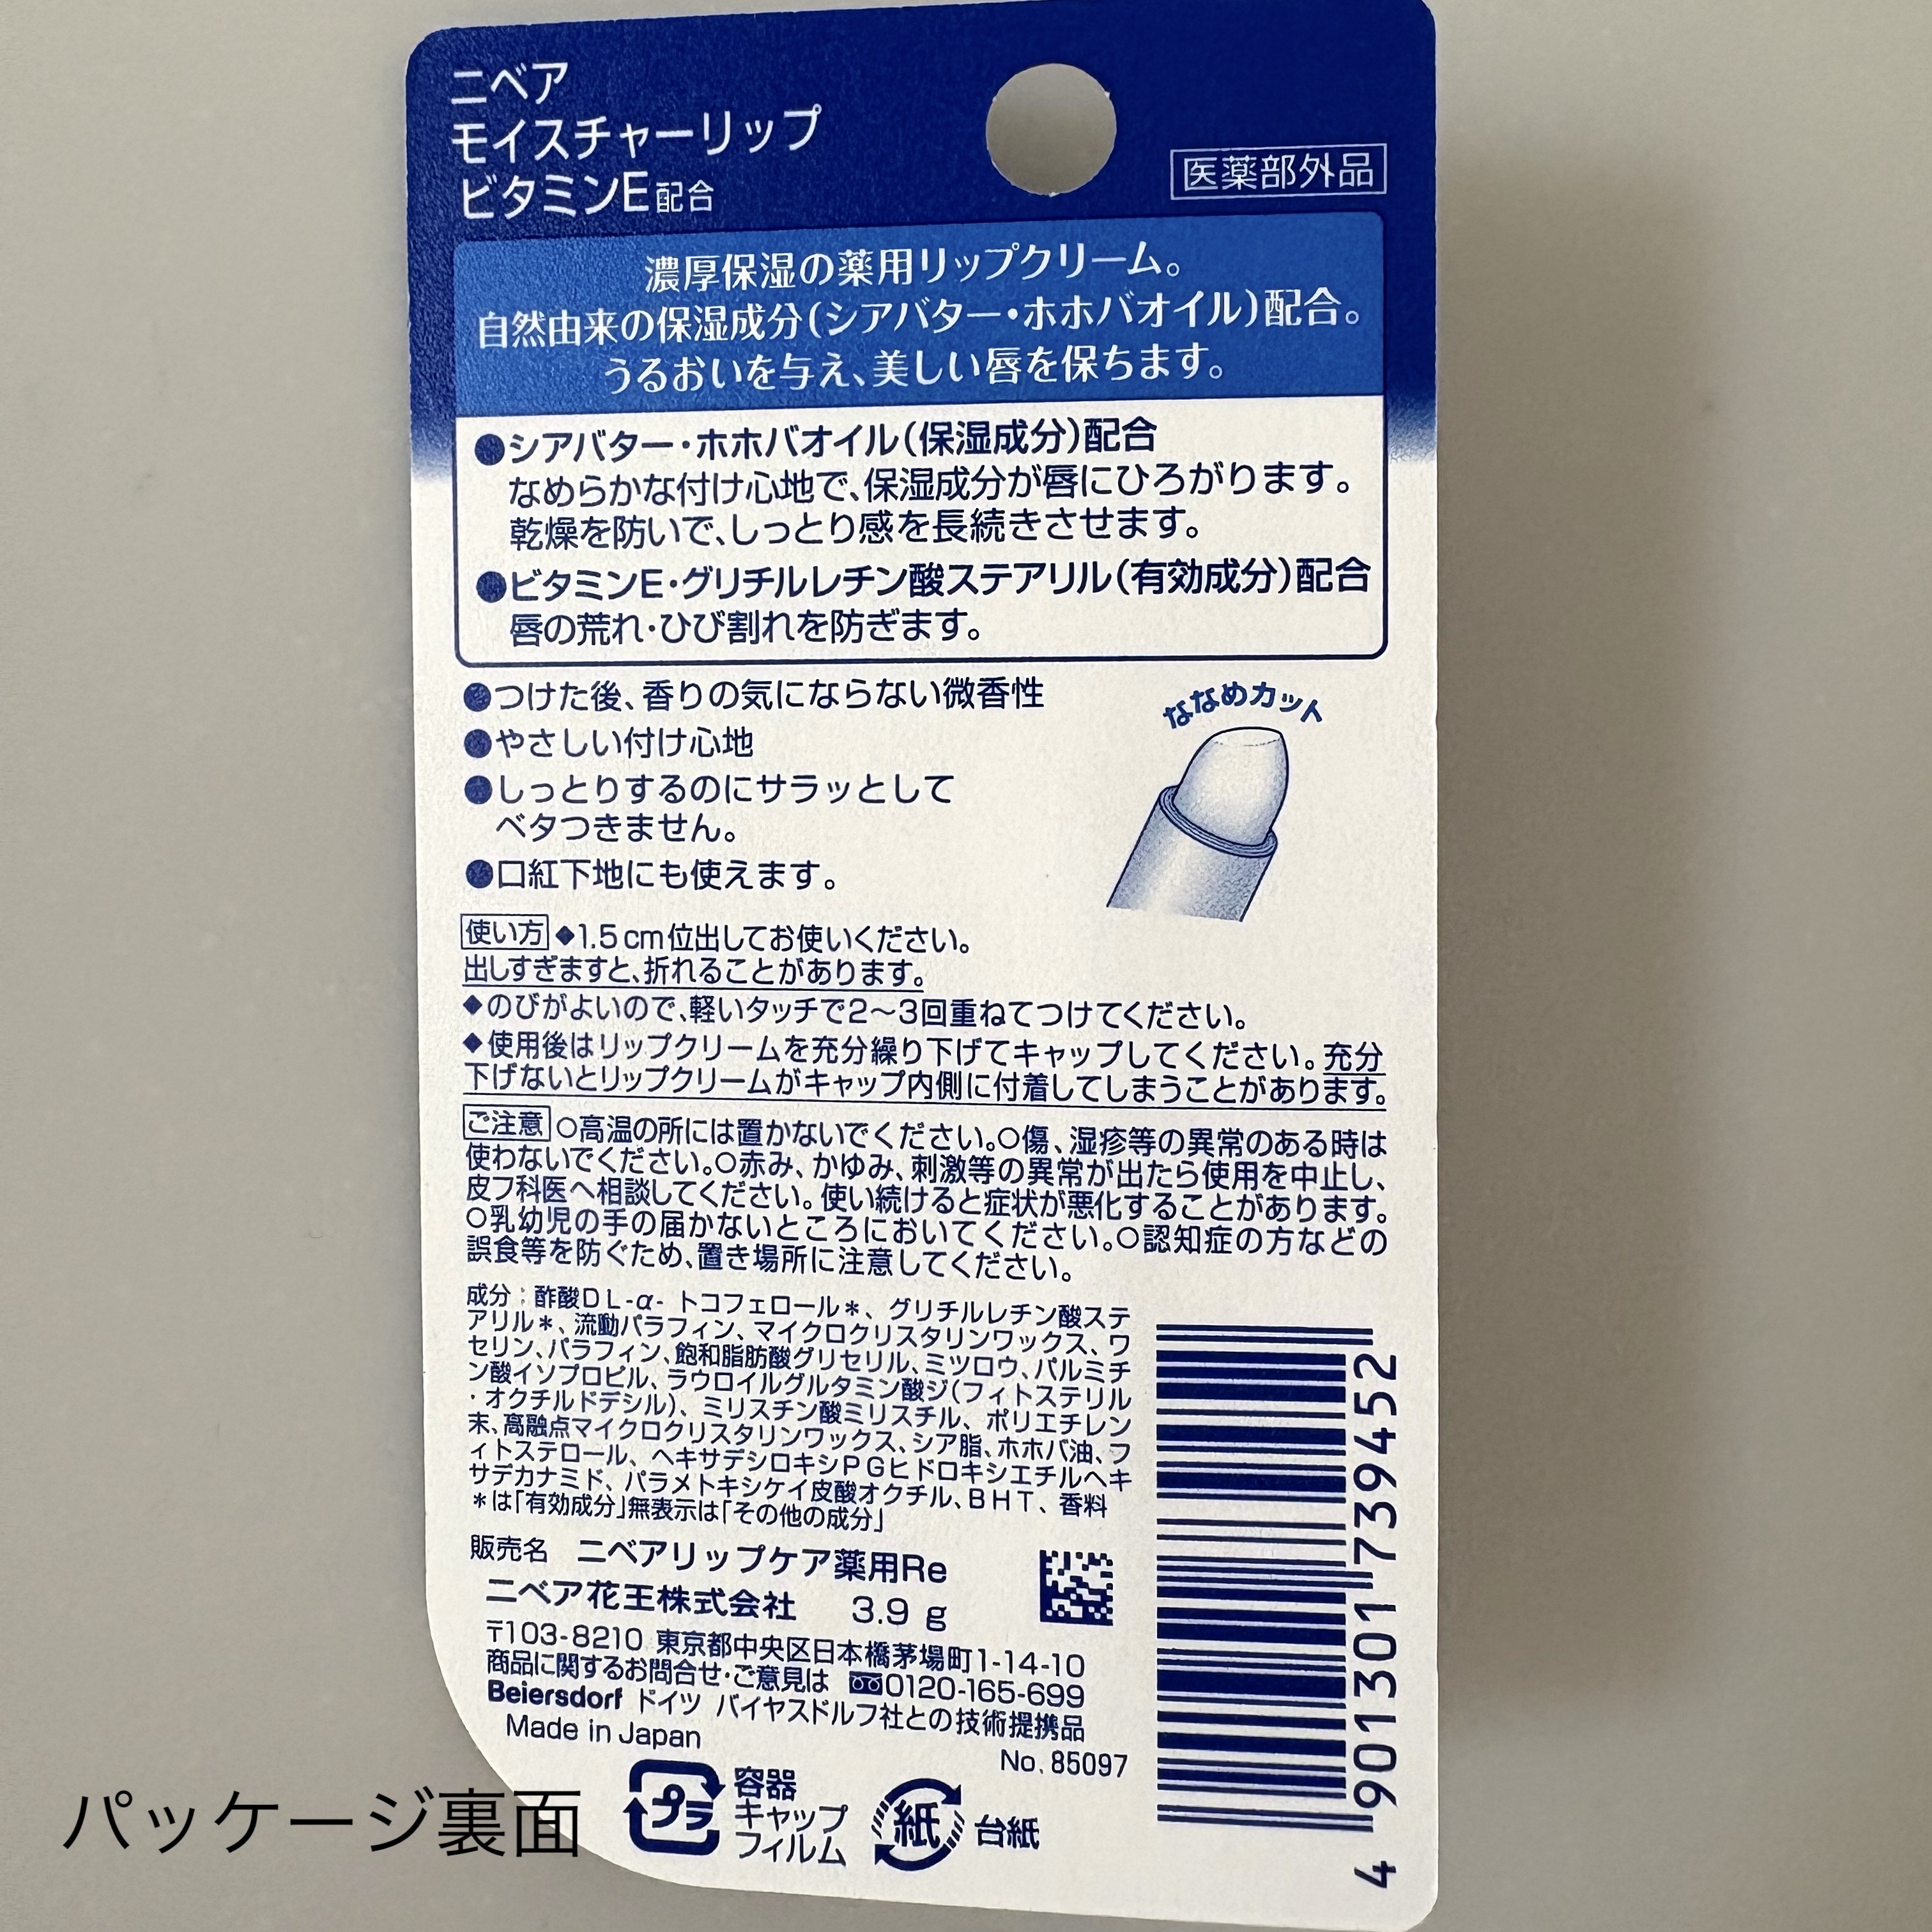 ニベア
モイスチャーリップ
ビタミンE配合
医薬部外品
濃厚保湿の薬用リップクリーム。
自然由来の保湿成分(シアバター・ホホバオイル)配合。
うるおいを与え、美しい唇を保ちます。
●シアバター・ホホバオイル(保湿成分)配合
なめらかな付け心地で、保湿成分が唇にひろがります。
乾燥を防いで、しっとり感を長続きさせます。
●ビタミンE・グリチルレチン酸ステアリル(有効成分)配合
唇の荒れ・ひび割れを防ぎます。
●つけた後、香りの気にならない微香性
●やさしい付け心地
●しっとりするのにサラッとして
ベタつきません。
●口紅下地にも使えます。
ななめカット
使い方 ◆1.5cm位出してお使いください。
出しすぎますと、折れることがあります。
◆のびがよいので、軽いタッチで2〜3回重ねてつけてください。
◆使用後はリップクリームを充分繰り下げてキャップしてください。充分
下げないとリップクリームがキャップ内側に付着してしまうことがあります。
ご注意 ○高温の所には置かないでください。○傷、湿疹等の異常のある時は
使わないでください。○赤み、かゆみ、刺激等の異常が出たら使用を中止し、
皮フ科医へ相談してください。使い続けると症状が悪化することがあります。
○乳幼児の手の届かないところにおいてください。○認知症の方などの
誤食等を防ぐため、置き場所に注意してください。
成分:酢酸DL-α-トコフェロール*、グリチルレチン酸ステ
アリル*、流動パラフィン、マイクロクリスタリンワックス、ワ
セリン、パラフィン、飽和脂肪酸グリセリル、ミツロウ、パルミチ
ン酸イソプロピル、ラウロイルグルタミン酸ジ(フィトステリル
・オクチルドデシル)、ミリスチン酸ミリスチル、ポリエチレン
末、高融点マイクロクリスタリンワックス、シア脂、ホホバ油、フ
ィトステロール、ヘキサデシロキシPGヒドロキシエチルヘキ
サデカナミド、パラメトキシケイ皮酸オクチル、BHT、香料
*は「有効成分」無表示は「その他の成分」
販売名 ニベアリップケア薬用Re
ニベア花王株式会社 3.9 g
〒103-8210 東京都中央区日本橋茅場町1-14-10
商品に関するお問合せ・ご意見は 0120-165-699
Beiersdorf ドイツ バイヤスドルフ社との技術提携品
Made in Japan
No. 85097
プラ
容器
キャップ
フィルム
紙
台紙
4 901301 739452
パッケージ裏面